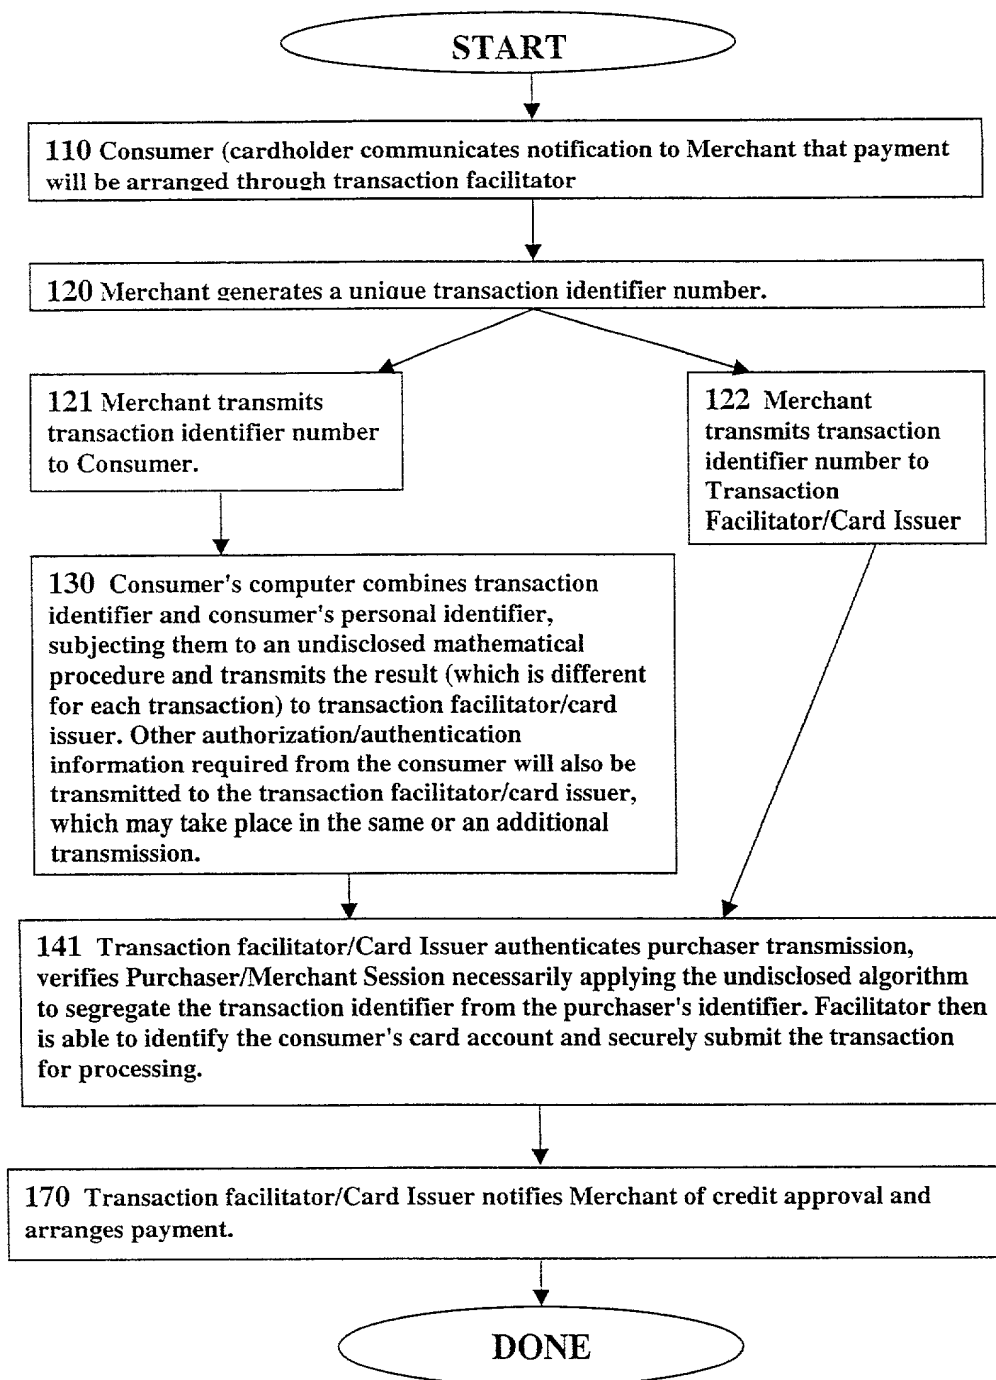 START
110 Consumer (cardholder communicates notification to Merchant that payment
will be arranged through transaction facilitator
120 Merchant generates a unique transaction identifier number.
121 Merchant transmits
transaction identifier number
to Consumer.
122 Merchant
transmits transaction
identifier number to
Transaction
Facilitator/Card Issuer
130 Consumer's computer combines transaction
identifier and consumer's personal identifier,
subjecting them to an undisclosed mathematical
procedure and transmits the result (which is different
for each transaction) to transaction facilitator/card
issuer. Other authorization/authentication
information required from the consumer will also be
transmitted to the transaction facilitator/card issuer,
which may take place in the same or an additional
transmission.
141 Transaction facilitator/Card Issuer authenticates purchaser transmission,
verifies Purchaser/Merchant Session necessarily applying the undisclosed algorithm
to segregate the transaction identifier from the purchaser's identifier. Facilitator then
is able to identify the consumer's card account and securely submit the transaction
for processing.
170 Transaction facilitator/Card Issuer notifies Merchant of credit approval and
arranges payment.
DONE